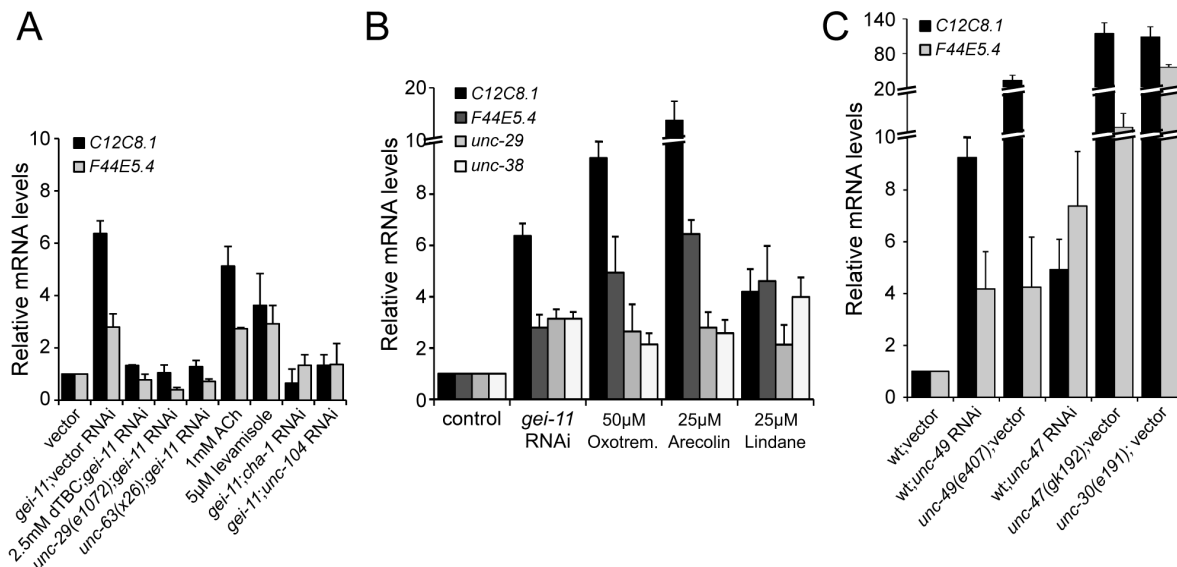 A
Relative mRNA levels
10
8
6
4
2
0
C12C8.1
F44E5.4
vector
gei-11;vector RNAi
2.5mM dTBC;gei-11 RNAi
unc-29(e1072);gei-11 RNAi
unc-63(x26);gei-11 RNAi
1mM ACh
5µM levamisole
gei-11;cha-1 RNAi
gei-11;unc-104 RNAi
B
Relative mRNA levels
20
10
8
6
4
2
0
C12C8.1
F44E5.4
unc-29
unc-38
control
gei-11 RNAi
50µM Oxotrem.
25µM Arecolin
25µM Lindane
C
Relative mRNA levels
140
80
20
10
8
6
4
2
0
C12C8.1
F44E5.4
wt;vector
wt;unc-49 RNAi
unc-49(e407);vector
wt;unc-47 RNAi
unc-47(gk192);vector
unc-30(e191); vector